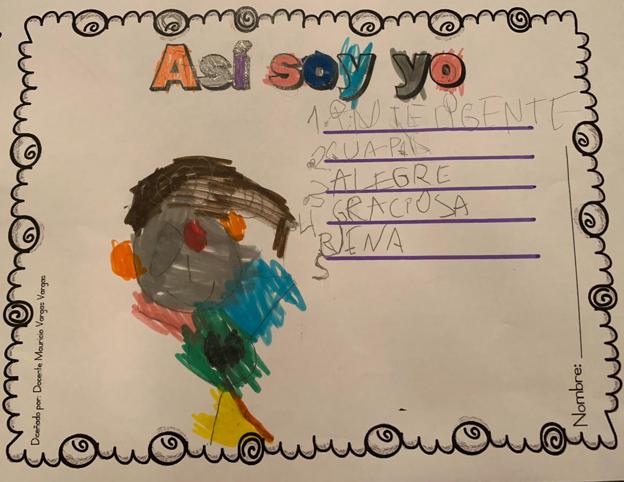 Así soy yo
1. INTELIGENTE
2 GUAPA
3 ALEGRE
4 GRACIOSA
5 BUENA
Nombre:
Diseñado por: Docente Mauricio Vargas Vargas